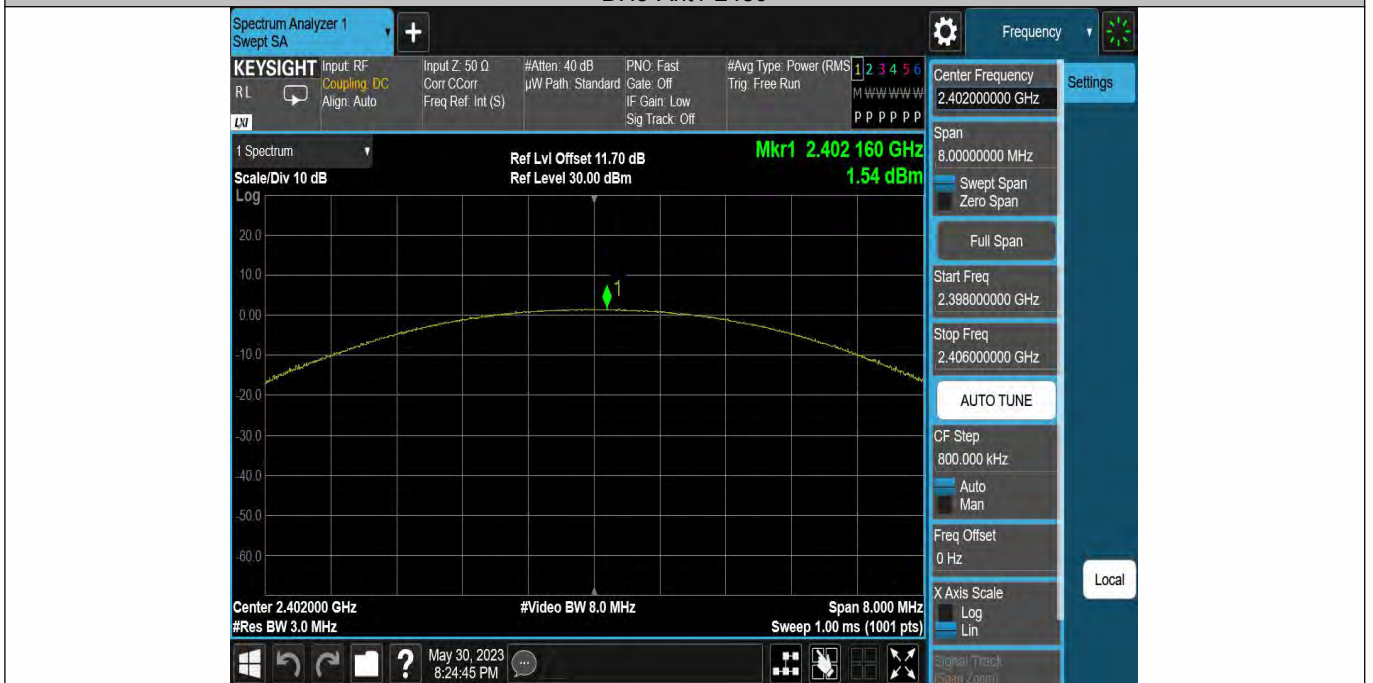 Spectrum Analyzer 1
Swept SA
Frequency
KEYSIGHT
RL
LXI
Input: RF
Coupling: DC
Align: Auto
Input Z: 50 Ω
Corr CCorr
Freq Ref: Int (S)
#Atten: 40 dB
µW Path: Standard
PNO: Fast
Gate: Off
IF Gain: Low
Sig Track: Off
#Avg Type: Power (RMS
Trig: Free Run
1 2 3 4 5 6
M W W W W W
P P P P P P
1 Spectrum
Scale/Div 10 dB
Log
Ref Lvl Offset 11.70 dB
Ref Level 30.00 dBm
Mkr1 2.402 160 GHz
1.54 dBm
20.0
10.0
1
0.00
-10.0
-20.0
-30.0
-40.0
-50.0
-60.0
Center 2.402000 GHz
#Res BW 3.0 MHz
#Video BW 8.0 MHz
Span 8.000 MHz
Sweep 1.00 ms (1001 pts)
Center Frequency
2.402000000 GHz
Settings
Span
8.00000000 MHz
Swept Span
Zero Span
Full Span
Start Freq
2.398000000 GHz
Stop Freq
2.406000000 GHz
AUTO TUNE
CF Step
800.000 kHz
Auto
Man
Freq Offset
0 Hz
X Axis Scale
Log
Lin
Signal Track
(Span Zoom)
Local
?
May 30, 2023
8:24:45 PM